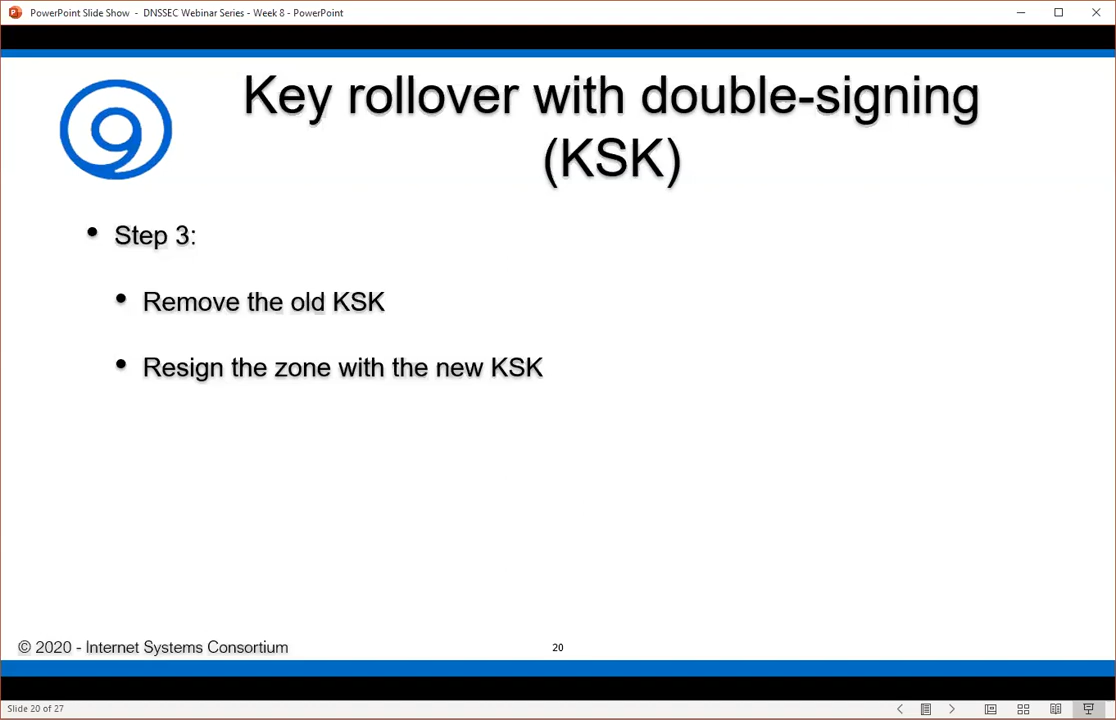 PowerPoint Slide Show - DNSSEC Webinar Series - Week 8 - PowerPoint
Key rollover with double-signing
(KSK)
• Step 3:
• Remove the old KSK
• Resign the zone with the new KSK
© 2020 - Internet Systems Consortium
20
Slide 20 of 27